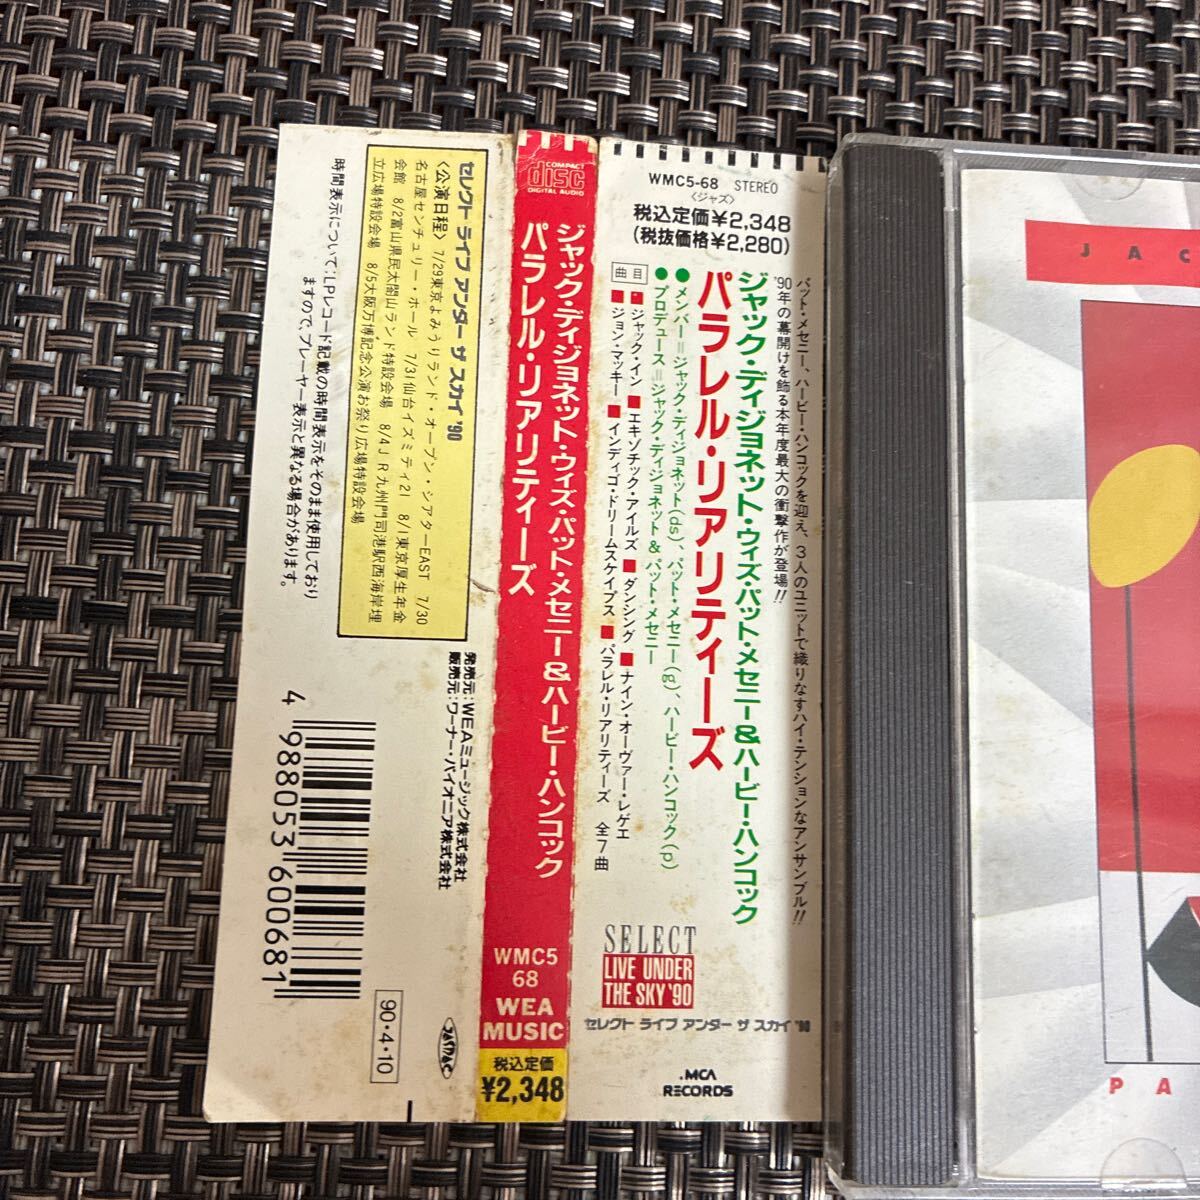 WMC5-68 STEREO
〈ジャズ〉
税込定価¥2,348
(税抜価格¥2,280)
パット・メセニー、ハービー・ハンコックを迎え、3人のユニットで織りなすハイ・テンションなアンサンブル!!
'90年の幕開けを飾る本年度最大の衝撃作が登場!!
ジャック・ディジョネット・ウィズ・パット・メセニー&ハービー・ハンコック
パラレル・リアリティーズ
●メンバー=ジャック・ディジョネット(ds)、パット・メセニー(g)、ハービー・ハンコック(p)
●プロデュース=ジャック・ディジョネット&パット・メセニー
曲目
■ジャック・イン ■エキゾチック・アイルズ ■ダンシング ■ナイン・オーヴァー・レゲエ
■ジョン・マッキー ■インディゴ・ドリームスケイプス ■パラレル・リアリティーズ 全7曲
SELECT
LIVE UNDER
THE SKY '90
セレクト ライブ アンダー ザ スカイ '90
MCA
RECORDS
COMPACT
disc
DIGITAL AUDIO
ジャック・ディジョネット・ウィズ・パット・メセニー&ハービー・ハンコック
パラレル・リアリティーズ
WMC5
68
WEA
MUSIC
税込定価
¥2,348
セレクト ライブ アンダー ザ スカイ '90
〈公演日程〉 7/29東京よみうりランド・オープン・シアターEAST 7/30
名古屋センチュリー・ホール 7/31仙台イズミティ21 8/1東京厚生年金
会館 8/2富山県民太閤山ランド特設会場 8/4JR九州門司港駅西海岸埋
立広場特設会場 8/5大阪万博記念公演お祭り広場特設会場
時間表示について:LPレコード記載の時間表示をそのまま使用しており
ますので、プレーヤー表示と異なる場合があります。
発売元:WEAミュージック株式会社
販売元:ワーナー・パイオニア株式会社
4 988053 600681
90・4・10
JASRAC
JAC
PA